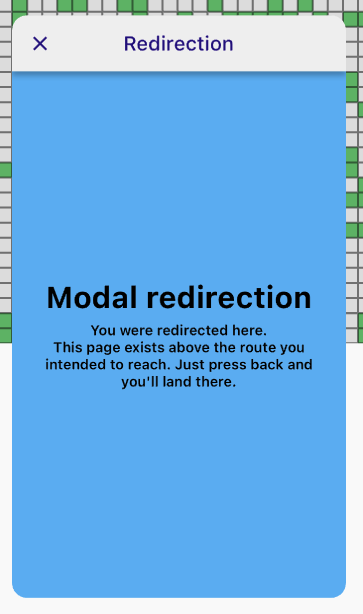 Redirection
Modal redirection
You were redirected here.
This page exists above the route you
intended to reach. Just press back and
you'll land there.